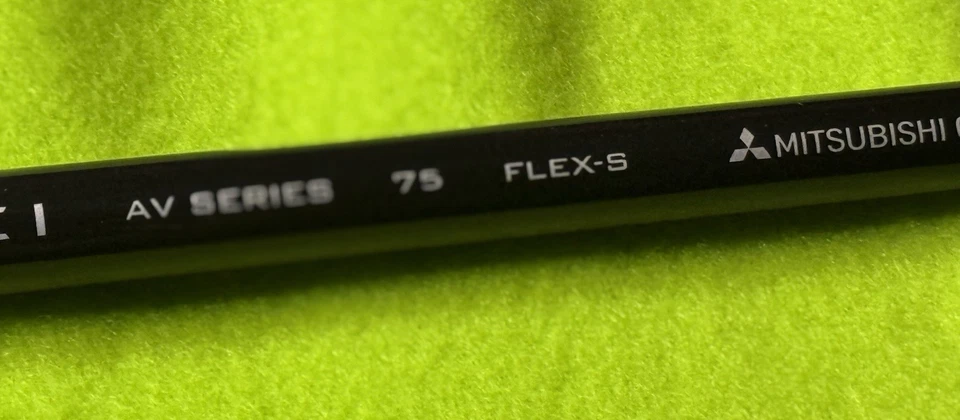 AV SERIES 75 FLEX-S MITSUBISHI